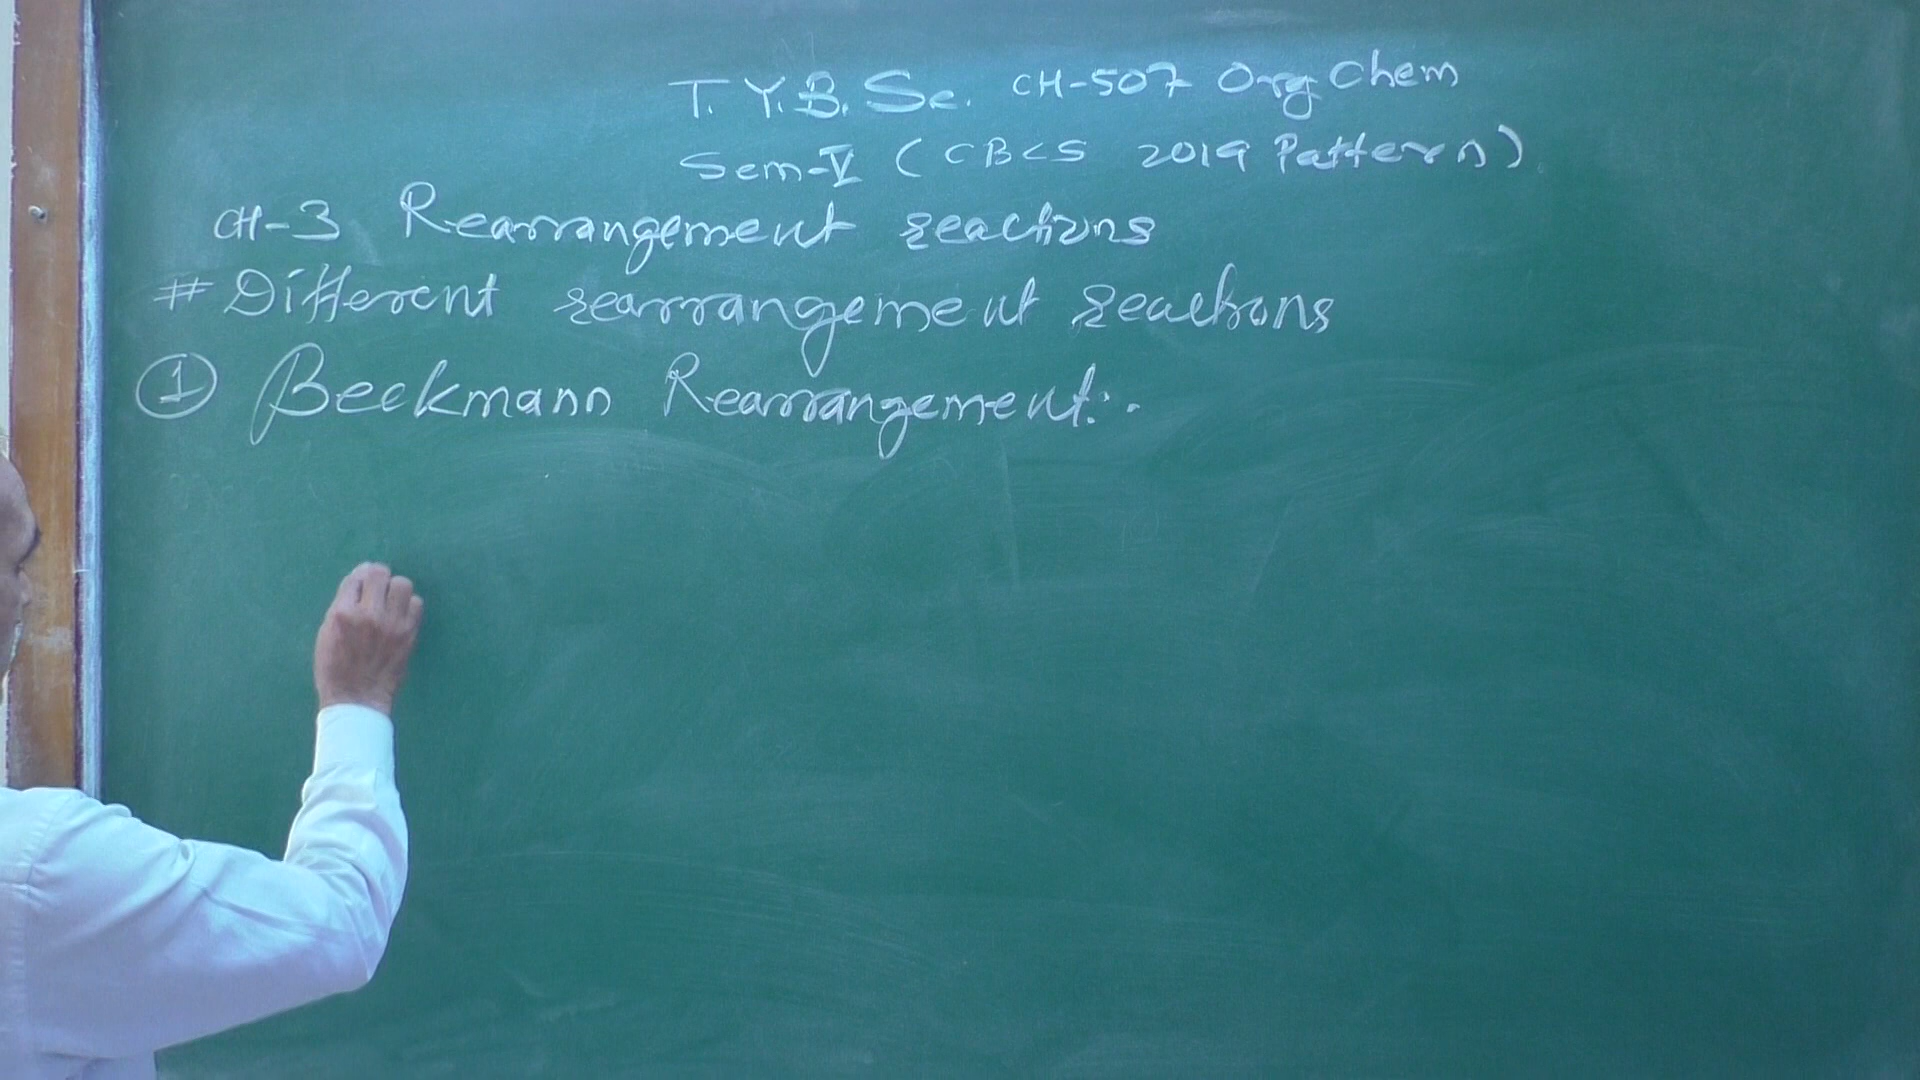 T.Y.B.Sc. CH-507 Org Chem
Sem-V (CBCS 2019 Pattern)
CH-3 Rearrangement reactions
# Different rearrangement reactions
① Beckmann Rearrangement:-